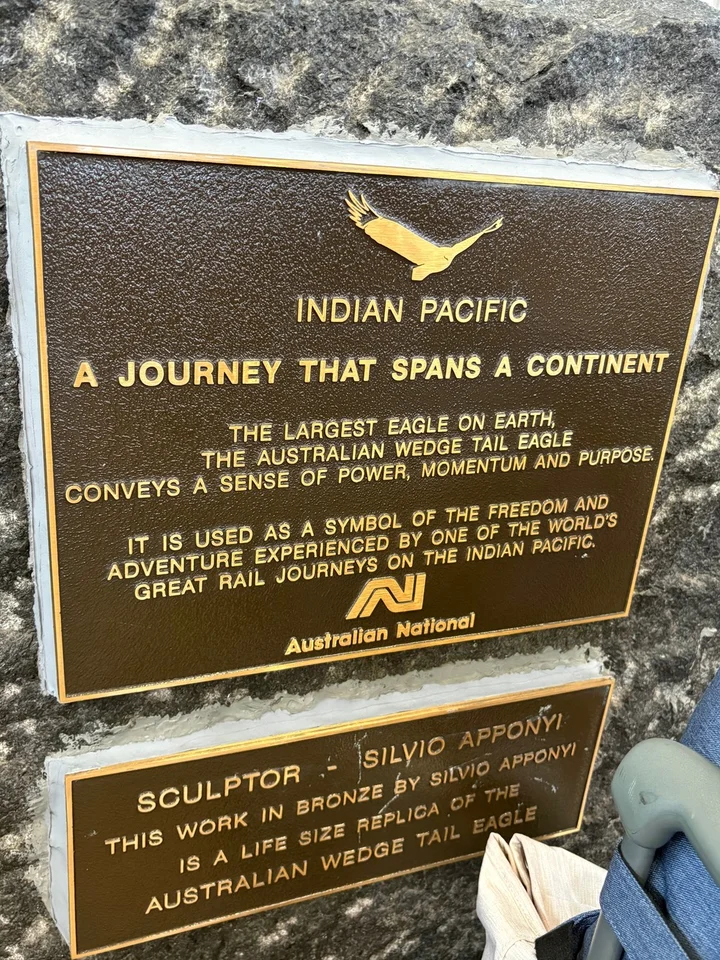 INDIAN PACIFIC
A JOURNEY THAT SPANS A CONTINENT
THE LARGEST EAGLE ON EARTH,
THE AUSTRALIAN WEDGE TAIL EAGLE
CONVEYS A SENSE OF POWER, MOMENTUM AND PURPOSE.
IT IS USED AS A SYMBOL OF THE FREEDOM AND
ADVENTURE EXPERIENCED BY ONE OF THE WORLD'S
GREAT RAIL JOURNEYS ON THE INDIAN PACIFIC.
AN
Australian National
SCULPTOR - SILVIO APPONYI
THIS WORK IN BRONZE BY SILVIO APPONYI
IS A LIFE SIZE REPLICA OF THE
AUSTRALIAN WEDGE TAIL EAGLE